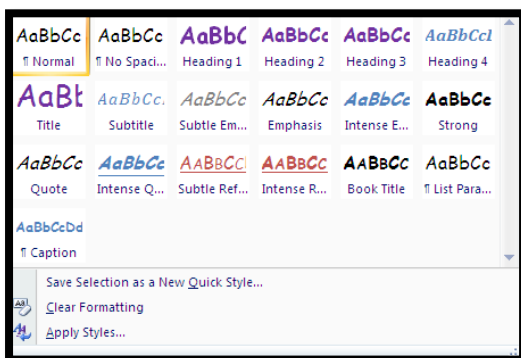 AaBbCc AaBbCc AaBbC AaBbCc AaBbCc AaBbCcI
¶ Normal ¶ No Spaci... Heading 1 Heading 2 Heading 3 Heading 4
AaBb AaBbCc. AaBbCc AaBbCc AaBbCc AaBbCc
Title Subtitle Subtle Em... Emphasis Intense E... Strong
AaBbCc AaBbCc AABBCC AABBCC AABBCC AaBbCc
Quote Intense Q... Subtle Ref... Intense R... Book Title ¶ List Para...
AaBbCcDd
¶ Caption
Save Selection as a New Quick Style...
Clear Formatting
Apply Styles...